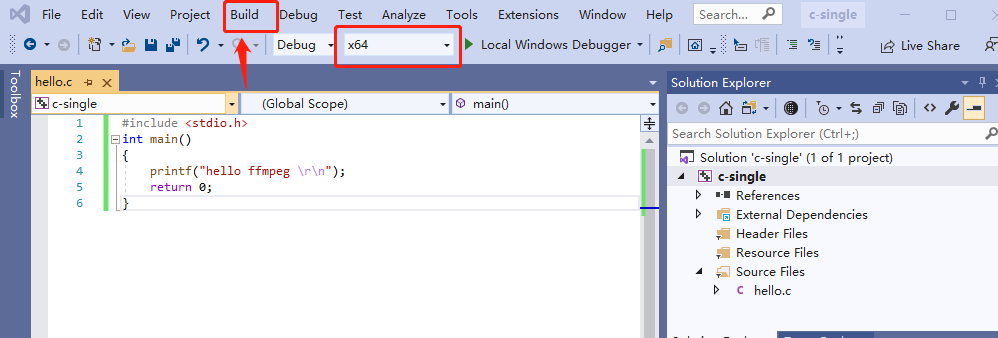 File Edit View Project Build Debug Test Analyze Tools Extensions Window Help Search... c-single
Debug x64 Local Windows Debugger Live Share
Toolbox
hello.c
c-single (Global Scope) main()
1 #include <stdio.h>
2 int main()
3 {
4 printf("hello ffmpeg \r\n");
5 return 0;
6 }
Solution Explorer
Search Solution Explorer (Ctrl+;)
Solution 'c-single' (1 of 1 project)
c-single
References
External Dependencies
Header Files
Resource Files
Source Files
C hello.c